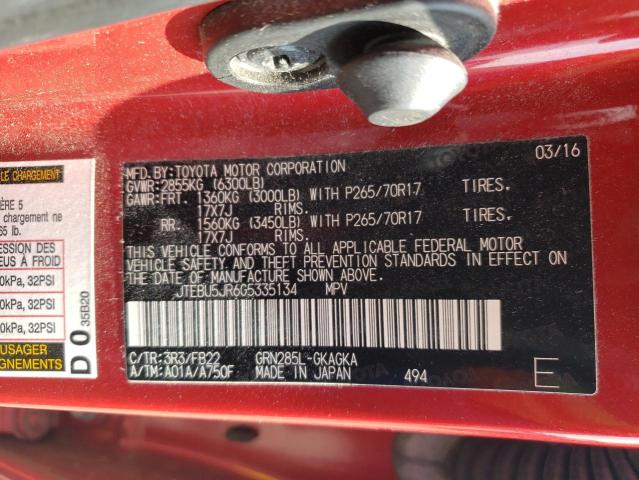 LE CHARGEMENT
ÈRE 5
chargement ne
65 lb.
ESSION DES
EUS À FROID
0kPa, 32PSI
0kPa, 32PSI
0kPa, 32PSI
USAGER
GNEMENTS
D 0 35B20
03/16
MFD.BY:TOYOTA MOTOR CORPORATION
GVWR:2855KG (6300LB)
GAWR:FRT. 1360KG (3000LB) WITH P265/70R17 TIRES.
17X7J RIMS.
RR. 1560KG (3450LB) WITH P265/70R17 TIRES.
17X7J RIMS.
THIS VEHICLE CONFORMS TO ALL APPLICABLE FEDERAL MOTOR
VEHICLE SAFETY AND THEFT PREVENTION STANDARDS IN EFFECT ON
THE DATE OF MANUFACTURE SHOWN ABOVE.
JTEBU5JR6G5335134 MPV
C/TR:3R3/FB22 GRN285L-GKAGKA
A/TM:A01A/A750F MADE IN JAPAN 494 E